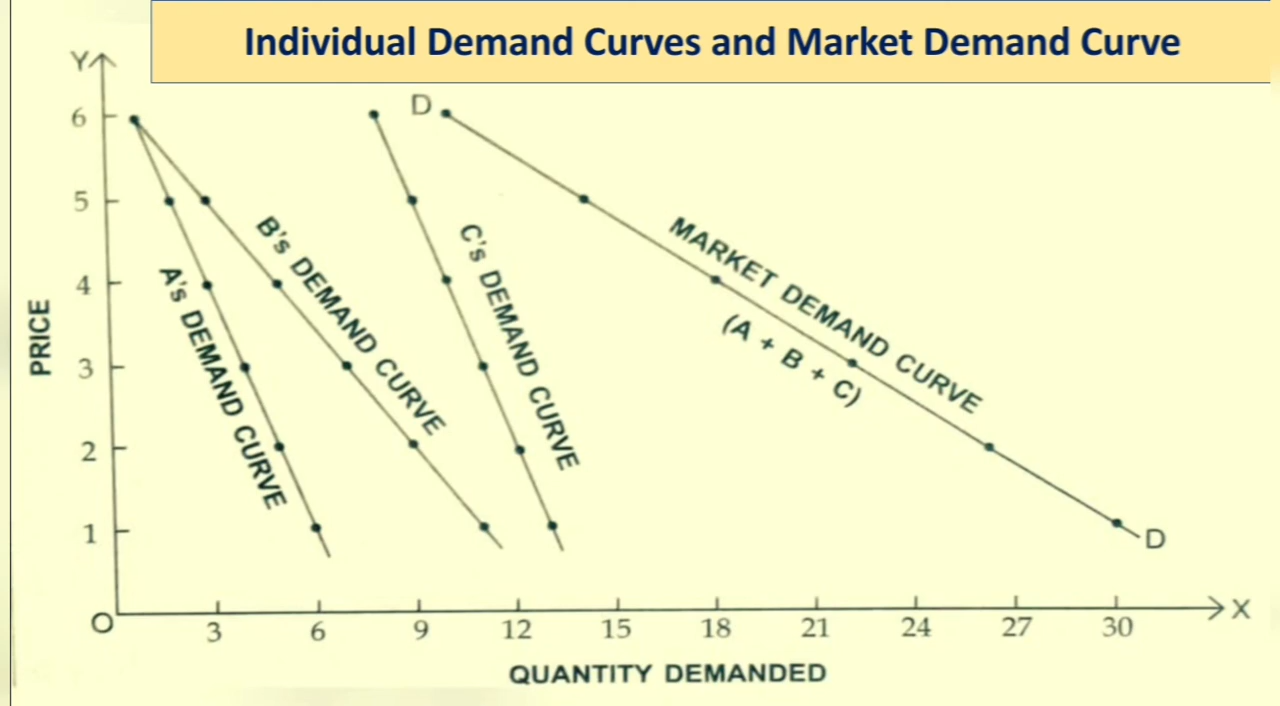 Individual Demand Curves and Market Demand Curve
Y
6
5
4
3
2
1
O
PRICE
A's DEMAND CURVE
B's DEMAND CURVE
C's DEMAND CURVE
D
MARKET DEMAND CURVE
(A + B + C)
D
3 6 9 12 15 18 21 24 27 30
X
QUANTITY DEMANDED